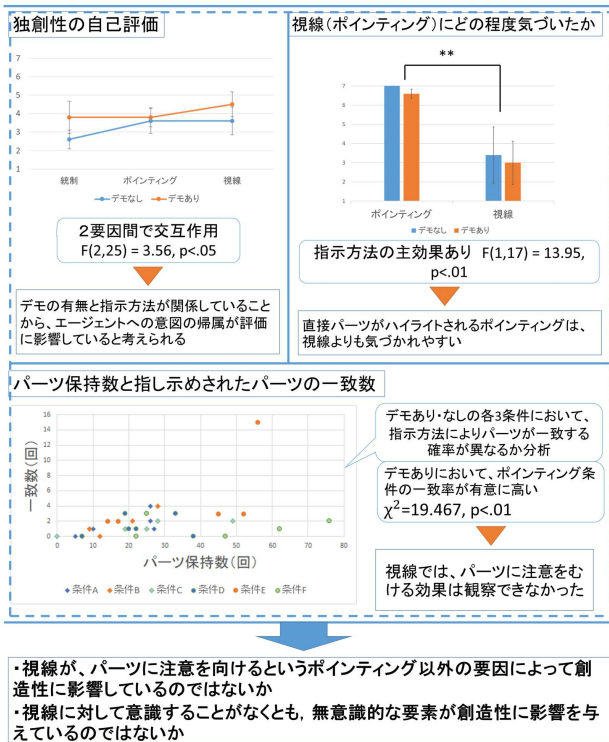 独創性の自己評価
7
6
5
4
3
2
1
統制
ポインティング
視線
デモなし
デモあり
2要因間で交互作用
F(2,25) = 3.56, p<.05
デモの有無と指示方法が関係していること
から、エージェントへの意図の帰属が評価
に影響していると考えられる
視線(ポインティング)にどの程度気づいたか
**
7
6
5
4
3
2
1
ポインティング
視線
デモなし
デモあり
指示方法の主効果あり F(1,17) = 13.95,
p<.01
直接パーツがハイライトされるポインティングは、
視線よりも気づかれやすい
パーツ保持数と指し示めされたパーツの一致数
一致数(回)
16
14
12
10
8
6
4
2
0
0 10 20 30 40 50 60 70 80
パーツ保持数(回)
条件A
条件B
条件C
条件D
条件E
条件F
デモあり・なしの各3条件において、
指示方法によりパーツが一致する
確率が異なるか分析
デモありにおいて、ポインティング条
件の一致率が有意に高い
χ²=19.467, p<.01
視線では、パーツに注意をむ
ける効果は観察できなかった
・視線が、パーツに注意を向けるというポインティング以外の要因によって創
造性に影響しているのではないか
・視線に対して意識することがなくとも，無意識的な要素が創造性に影響を与
えているのではないか